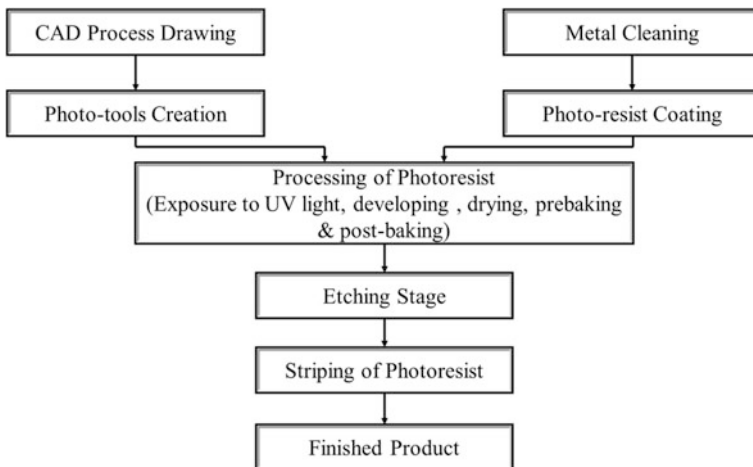 CAD Process Drawing
Metal Cleaning
Photo-tools Creation
Photo-resist Coating
Processing of Photoresist
(Exposure to UV light, developing , drying, prebaking
& post-baking)
Etching Stage
Striping of Photoresist
Finished Product